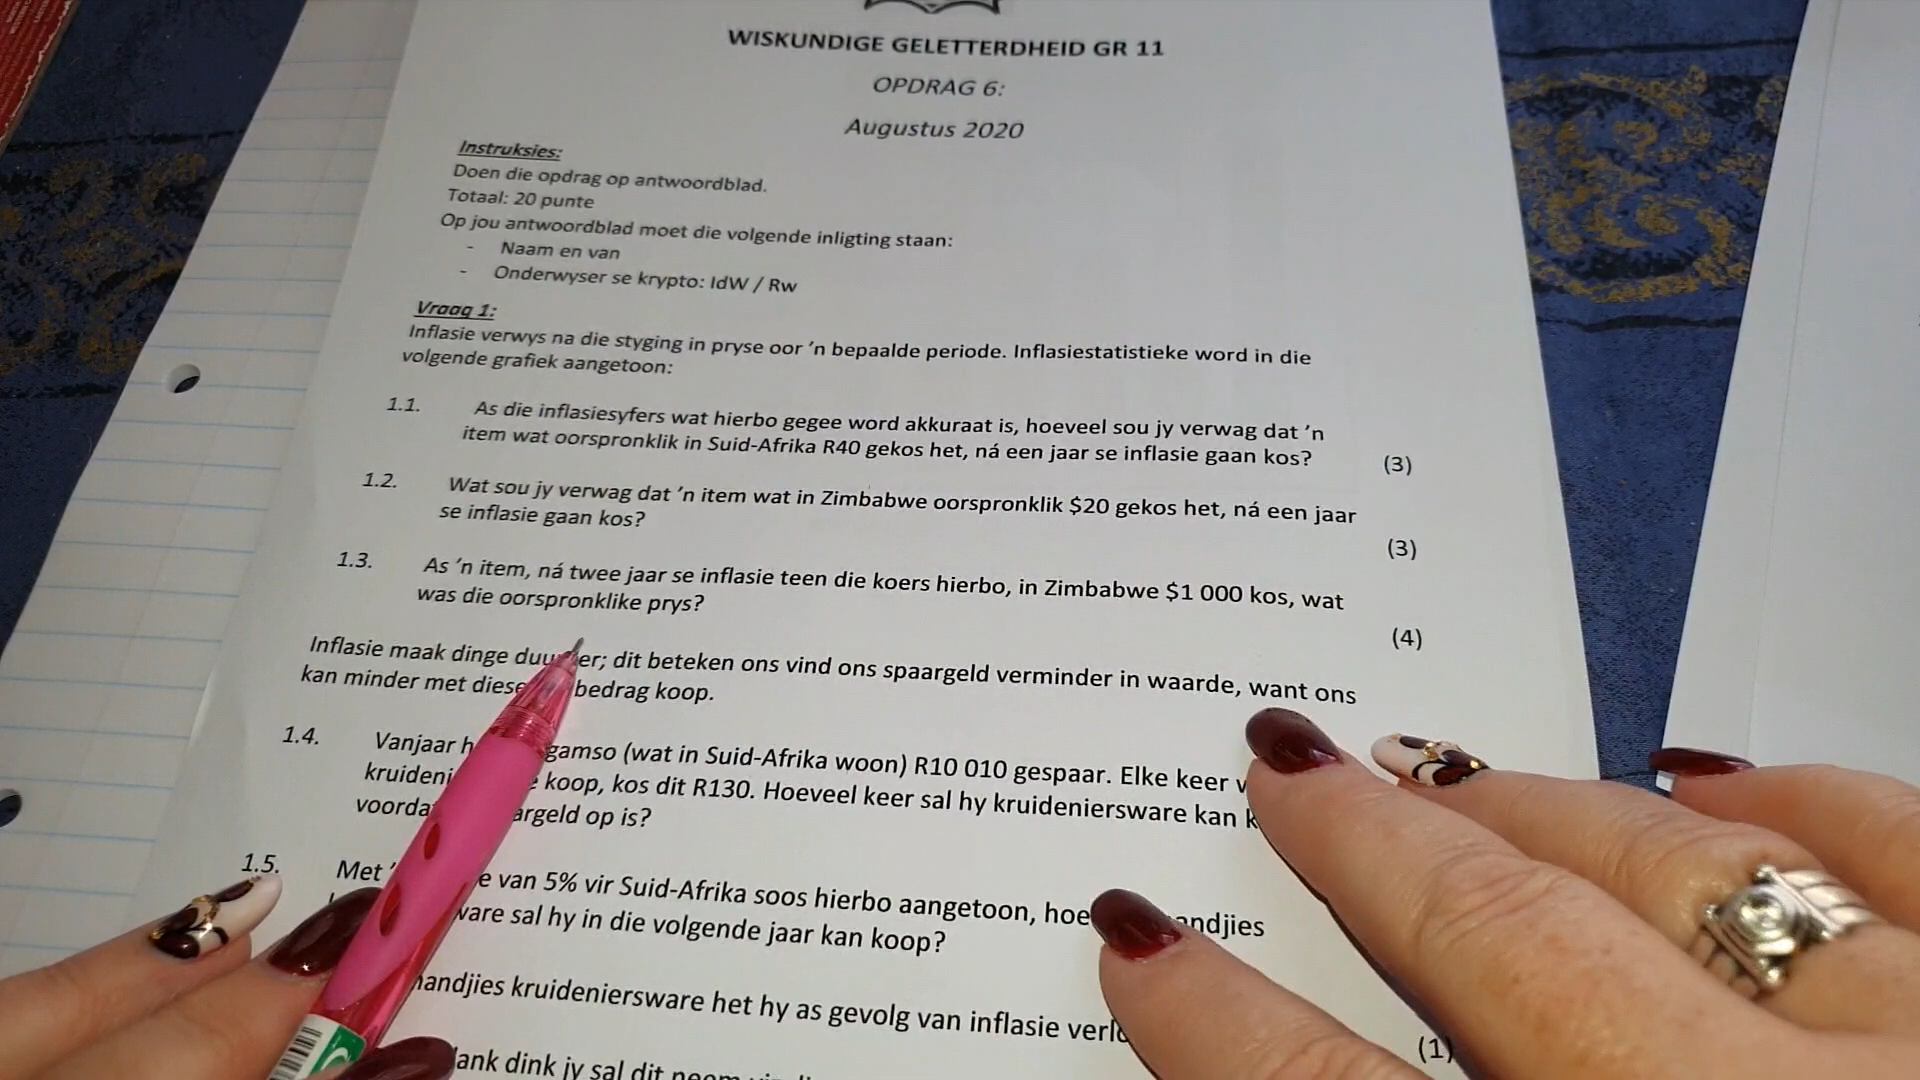 WISKUNDIGE GELETTERDHEID GR 11
OPDRAG 6:
Augustus 2020
Instruksies:
Doen die opdrag op antwoordblad.
Totaal: 20 punte
Op jou antwoordblad moet die volgende inligting staan:
- Naam en van
- Onderwyser se krypto: IdW / Rw
Vraag 1:
Inflasie verwys na die styging in pryse oor 'n bepaalde periode. Inflasiestatistieke word in die
volgende grafiek aangetoon:
1.1. As die inflasiesyfers wat hierbo gegee word akkuraat is, hoeveel sou jy verwag dat 'n
item wat oorspronklik in Suid-Afrika R40 gekos het, ná een jaar se inflasie gaan kos? (3)
1.2. Wat sou jy verwag dat 'n item wat in Zimbabwe oorspronklik $20 gekos het, ná een jaar
se inflasie gaan kos? (3)
1.3. As 'n item, ná twee jaar se inflasie teen die koers hierbo, in Zimbabwe $1 000 kos, wat
was die oorspronklike prys? (4)
Inflasie maak dinge duu er; dit beteken ons vind ons spaargeld verminder in waarde, want ons
kan minder met diese bedrag koop.
1.4. Vanjaar h gamso (wat in Suid-Afrika woon) R10 010 gespaar. Elke keer
kruideni koop, kos dit R130. Hoeveel keer sal hy kruideniersware kan k
voorda argeld op is?
1.5. Met ' e van 5% vir Suid-Afrika soos hierbo aangetoon, hoe andjies
ware sal hy in die volgende jaar kan koop?
andjies kruideniersware het hy as gevolg van inflasie verl
(1)
lank dink jy sal dit neem